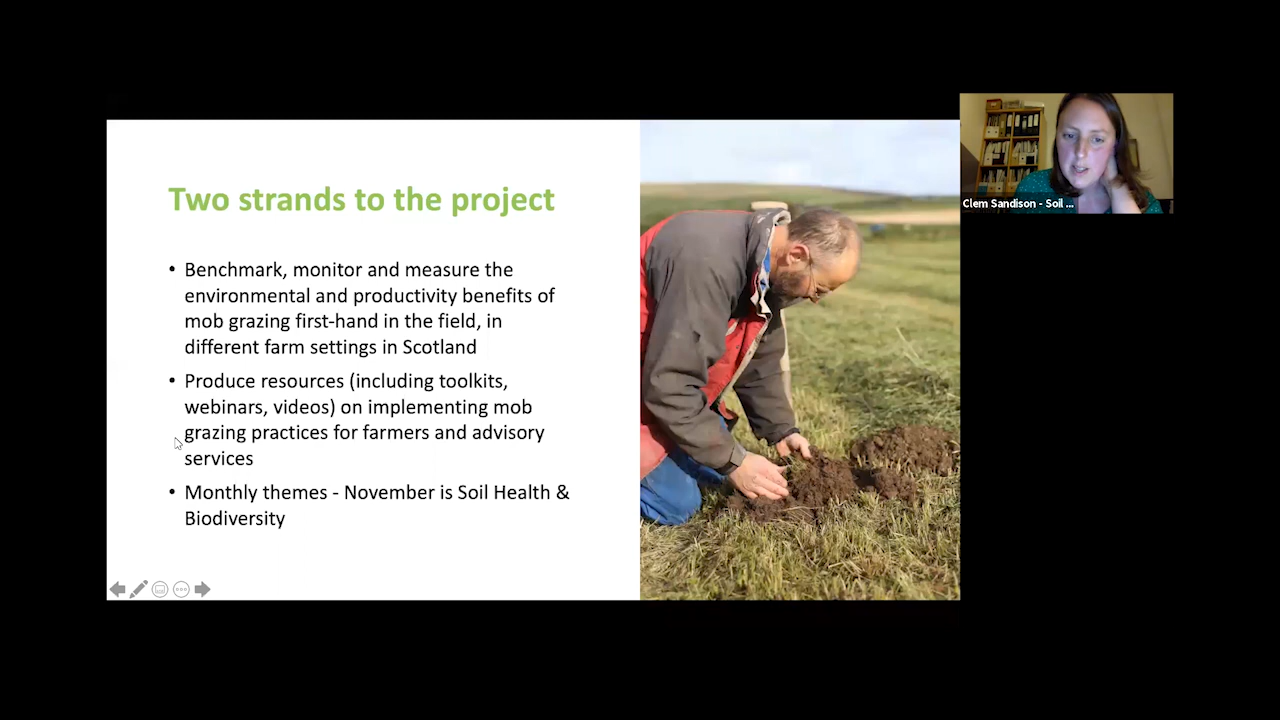 Two strands to the project
• Benchmark, monitor and measure the
environmental and productivity benefits of
mob grazing first-hand in the field, in
different farm settings in Scotland
• Produce resources (including toolkits,
webinars, videos) on implementing mob
grazing practices for farmers and advisory
services
• Monthly themes - November is Soil Health &
Biodiversity
Clem Sandison - Soil ...